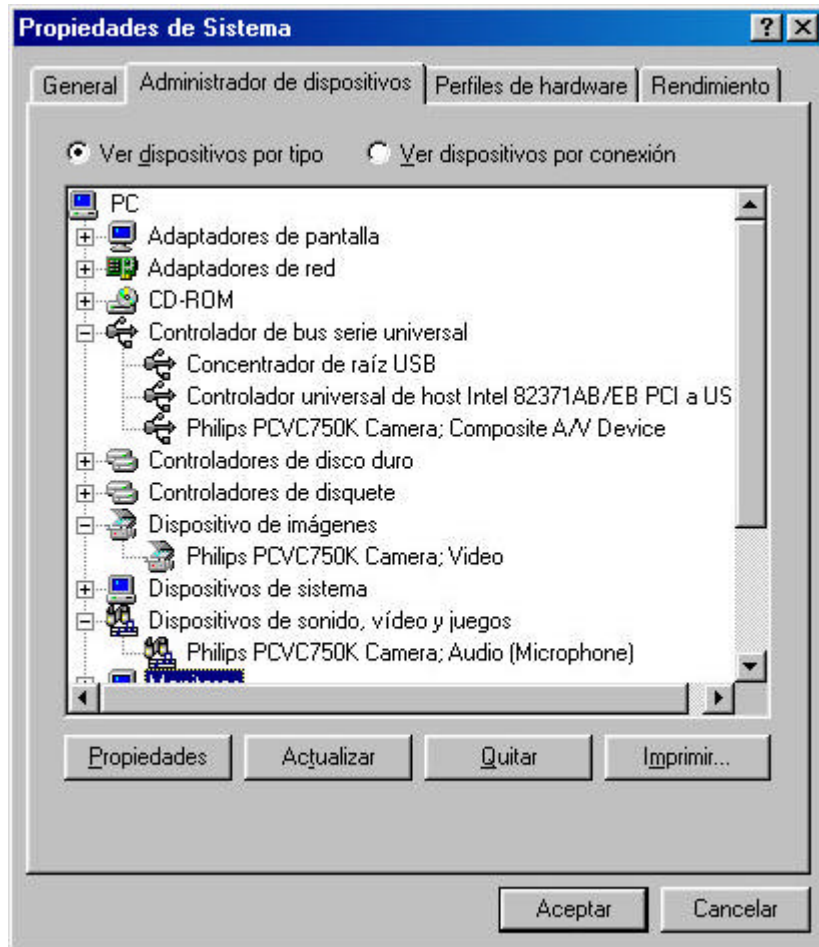 Propiedades de Sistema
General Administrador de dispositivos Perfiles de hardware Rendimiento
Ver dispositivos por tipo Ver dispositivos por conexión
PC
Adaptadores de pantalla
Adaptadores de red
CD-ROM
Controlador de bus serie universal
Concentrador de raíz USB
Controlador universal de host Intel 82371AB/EB PCI a US
Philips PCVC750K Camera; Composite A/V Device
Controladores de disco duro
Controladores de disquete
Dispositivo de imágenes
Philips PCVC750K Camera; Video
Dispositivos de sistema
Dispositivos de sonido, vídeo y juegos
Philips PCVC750K Camera; Audio (Microphone)
Propiedades Actualizar Quitar Imprimir...
Aceptar Cancelar